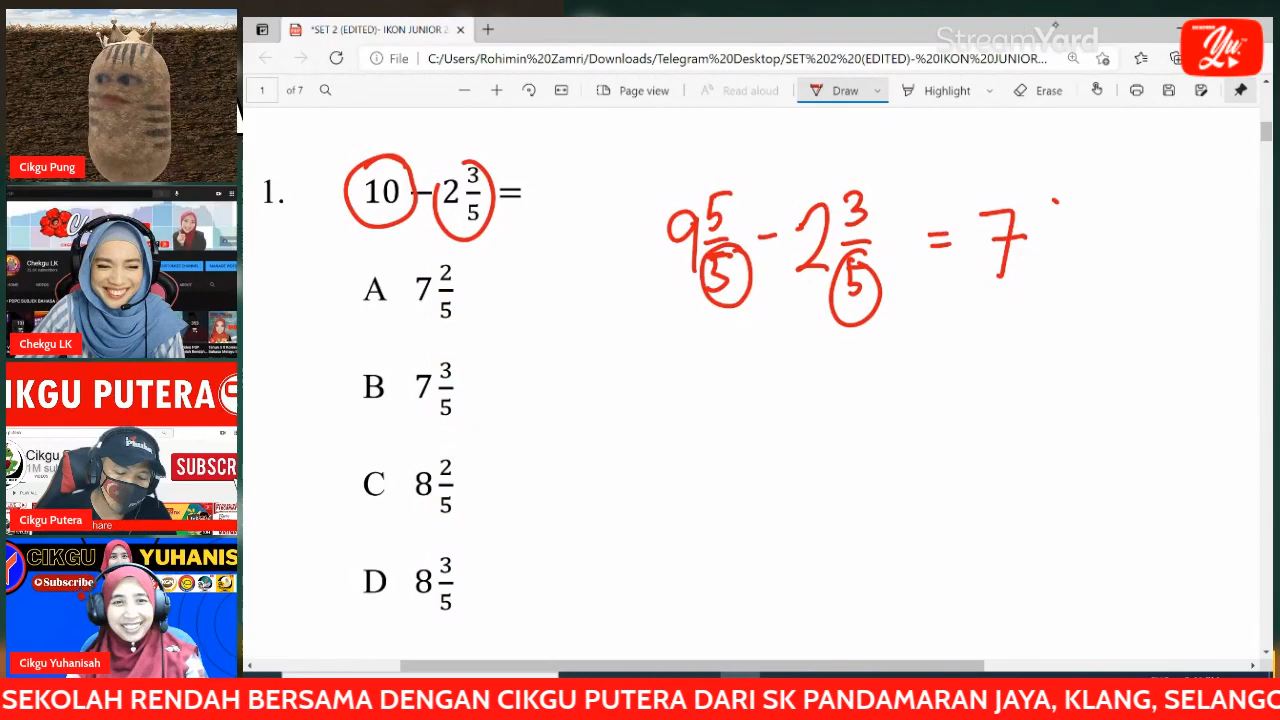 *SET 2 (EDITED)- IKON JUNIOR 2
StreamYard
File
C:/Users/Rohimin%20Zamri/Downloads/Telegram%20Desktop/SET%202%20(EDITED)-%20IKON%20JUNIOR...
1 of 7
Page view
Read aloud
Draw
Highlight
Erase
Cikgu Pung
1. 10 − 2 3/5 =
9 5/5 - 2 3/5 = 7
A 7 2/5
B 7 3/5
C 8 2/5
D 8 3/5
Chekgu LK
IKGU PUTERA
Cikgu
SUBSCR
Cikgu Putera
hare
CIKGU YUHANIS
Subscribe
Cikgu Yuhanisah
SEKOLAH RENDAH BERSAMA DENGAN CIKGU PUTERA DARI SK PANDAMARAN JAYA, KLANG, SELANGO